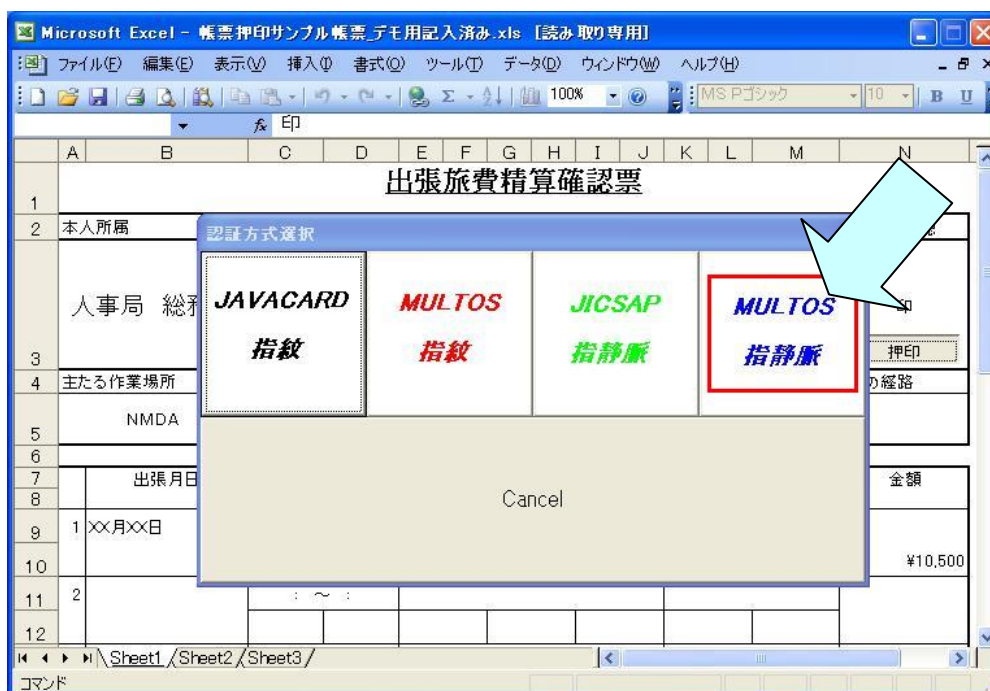 Microsoft Excel - 帳票押印サンプル帳票_デモ用記入済み.xls [読み取り専用]
ファイル(F) 編集(E) 表示(V) 挿入(I) 書式(O) ツール(T) データ(D) ウィンドウ(W) ヘルプ(H)
100% MS Pゴシック 10 B U
fx 印
A B C D E F G H I J K L M N
1 出張旅費精算確認票
2 本人所属
認証方式選択
3 人事局 総
JAVACARD 指紋
MULTOS 指紋
JICSAP 指静脈
MULTOS 指静脈
印
押印
4 主たる作業場所 の経路
5 NMDA
6
7 出張月日 金額
8
Cancel
9 1 XX月XX日
10 ¥10,500
11 2 : ～ :
12
Sheet1 Sheet2 Sheet3
コマンド